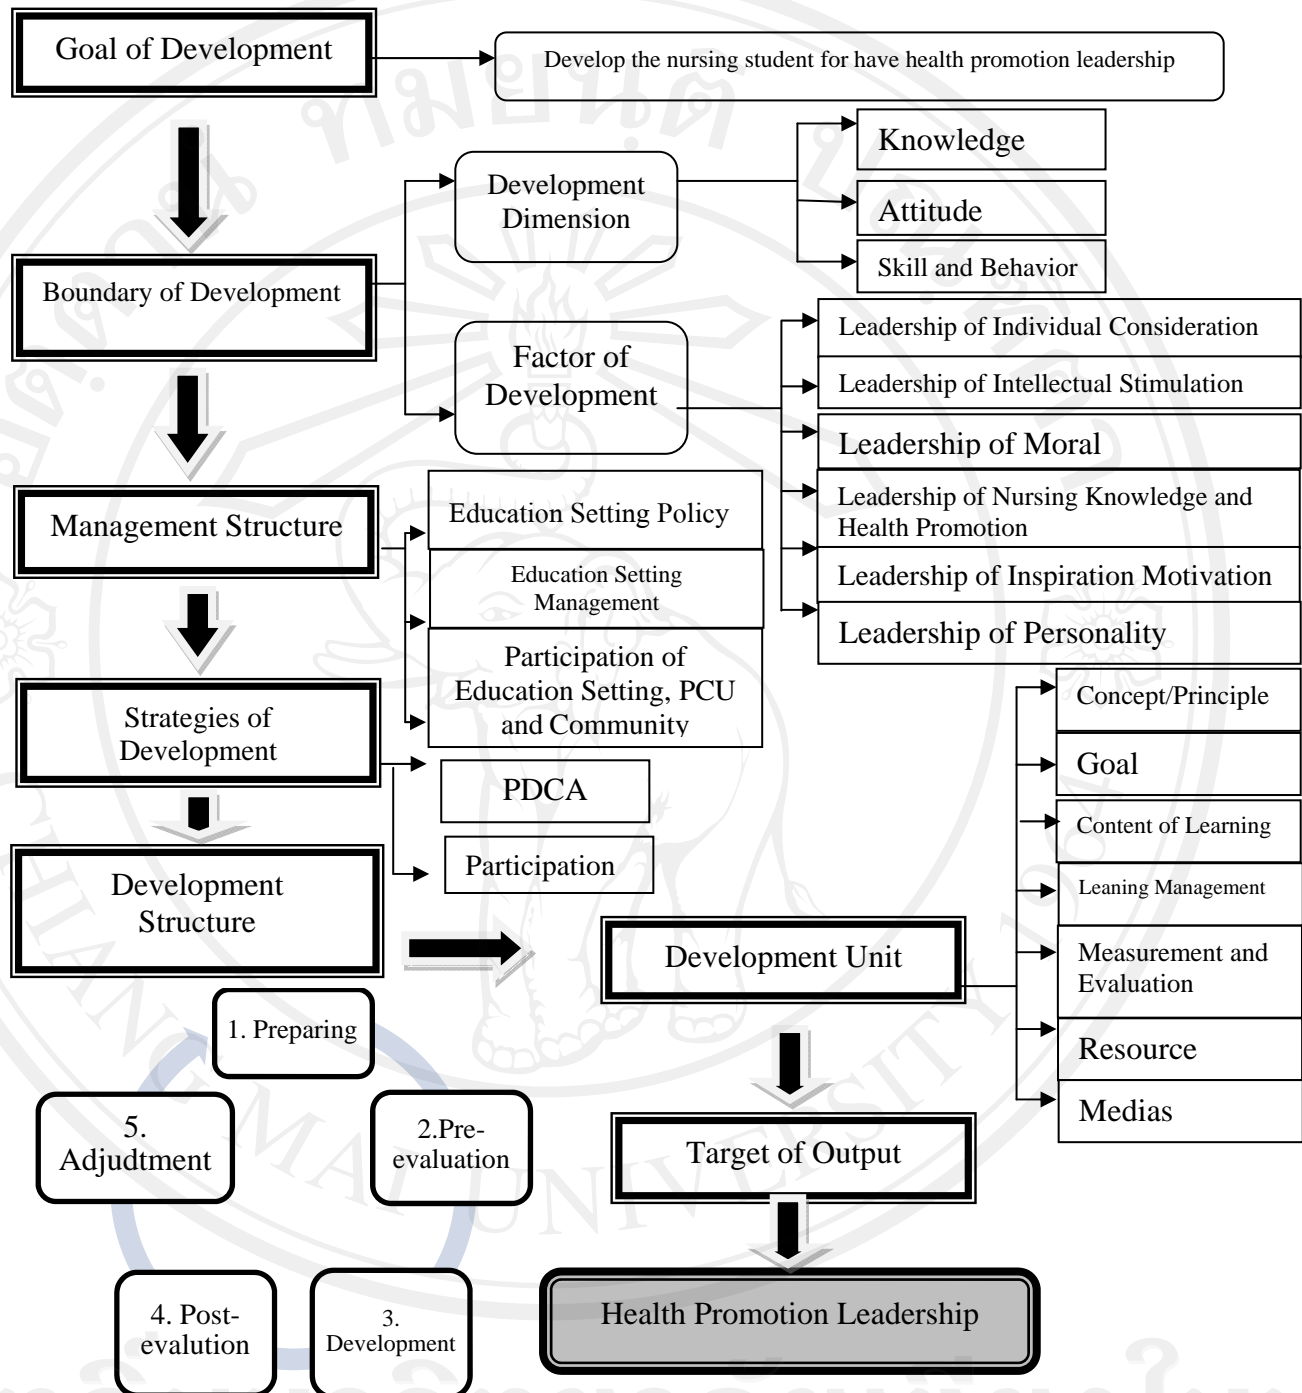 Goal of Development
Develop the nursing student for have health promotion leadership
Boundary of Development
Development
Dimension
Knowledge
Attitude
Skill and Behavior
Factor of
Development
Leadership of Individual Consideration
Leadership of Intellectual Stimulation
Leadership of Moral
Leadership of Nursing Knowledge and
Health Promotion
Leadership of Inspiration Motivation
Leadership of Personality
Management Structure
Education Setting Policy
Education Setting
Management
Participation of
Education Setting, PCU
and Community
Strategies of
Development
PDCA
Participation
Development
Structure
Development Unit
Concept/Principle
Goal
Content of Learning
Leaning Management
Measurement and
Evaluation
Resource
Medias
1. Preparing
2.Pre-
evaluation
3.
Development
4. Post-
evalution
5.
Adjudtment
Target of Output
Health Promotion Leadership
CHIANG MAI UNIVERSITY 1964